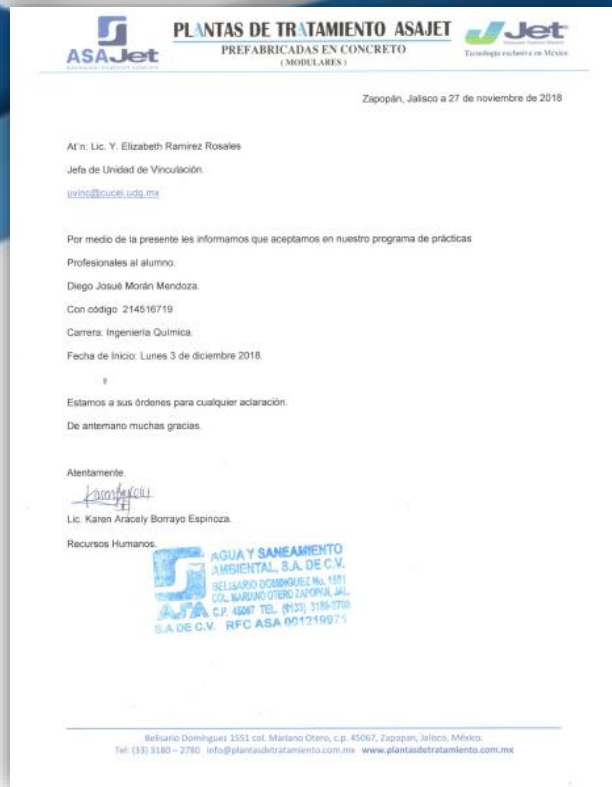 PLANTAS DE TRATAMIENTO ASAJET
PREFABRICADAS EN CONCRETO
( MODULARES )
ASAJet
Jet
Tecnología exclusiva en México
Zapopán, Jalisco a 27 de noviembre de 2018
At'n: Lic. Y. Elizabeth Ramirez Rosales
Jefa de Unidad de Vinculación.
uvinc@cucei.udg.mx
Por medio de la presente les informamos que aceptamos en nuestro programa de prácticas
Profesionales al alumno.
Diego Josué Morán Mendoza.
Con código 214516719
Carrera: Ingeniería Química.
Fecha de Inicio: Lunes 3 de diciembre 2018.
Estamos a sus órdenes para cualquier aclaración.
De antemano muchas gracias.
Atentamente.
Lic. Karen Aracely Borrayo Espinoza.
Recursos Humanos.
AGUA Y SANEAMIENTO
AMBIENTAL, S.A. DE C.V.
BELISARIO DOMINGUEZ No. 1551
COL. MARIANO OTERO ZAPOPAN, JAL.
C.P. 45067 TEL. (0133) 3180-2780
ASA
S.A DE C.V. RFC ASA 001219971
Belisario Domínguez 1551 col. Mariano Otero, c.p. 45067, Zapopan, Jalisco, México.
Tel: (33) 3180 – 2780 info@plantasdetratamiento.com.mx www.plantasdetratamiento.com.mx